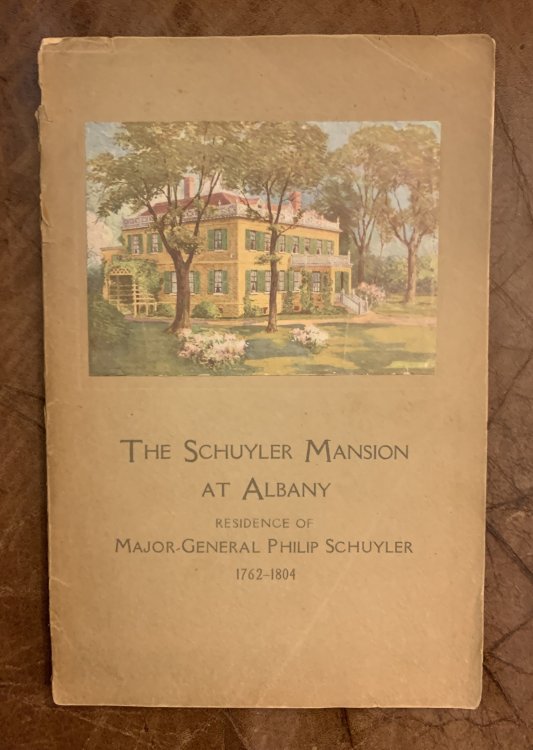 The Schuyler Mansion
at Albany
Residence of
Major-General Philip Schuyler
1762-1804